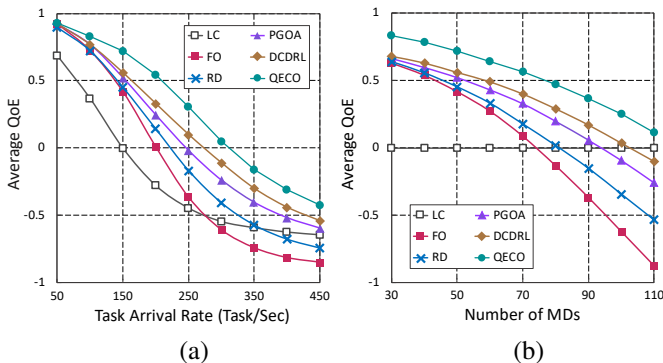 1
0.5
0
-0.5
-1
Average QoE
LC
FO
RD
PGOA
DCDRL
QECO
50
150
250
350
450
Task Arrival Rate (Task/Sec)
(a)
1
0.5
0
-0.5
-1
Average QoE
LC
FO
RD
PGOA
DCDRL
QECO
30
50
70
90
110
Number of MDs
(b)